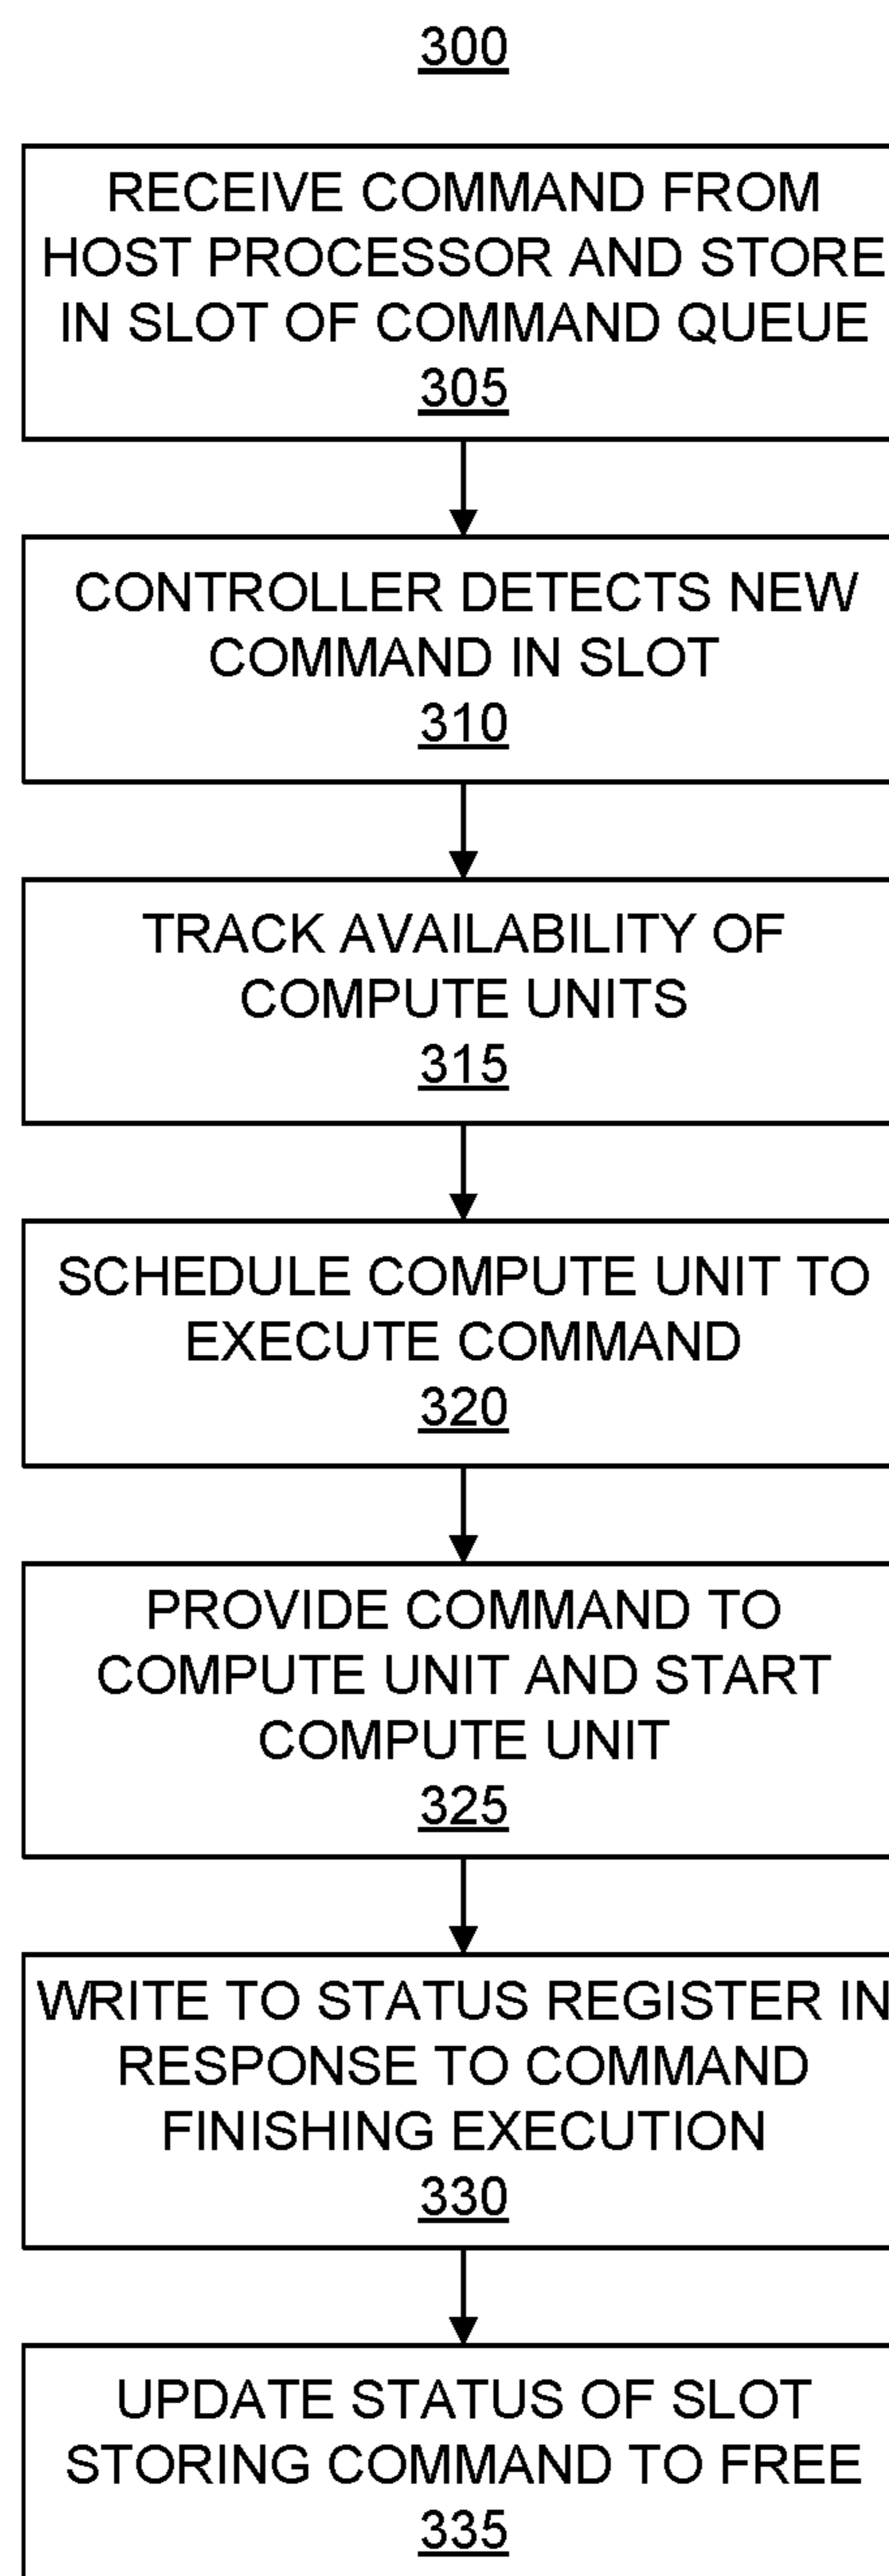 300
RECEIVE COMMAND FROM
HOST PROCESSOR AND STORE
IN SLOT OF COMMAND QUEUE
305
CONTROLLER DETECTS NEW
COMMAND IN SLOT
310
TRACK AVAILABILITY OF
COMPUTE UNITS
315
SCHEDULE COMPUTE UNIT TO
EXECUTE COMMAND
320
PROVIDE COMMAND TO
COMPUTE UNIT AND START
COMPUTE UNIT
325
WRITE TO STATUS REGISTER IN
RESPONSE TO COMMAND
FINISHING EXECUTION
330
UPDATE STATUS OF SLOT
STORING COMMAND TO FREE
335